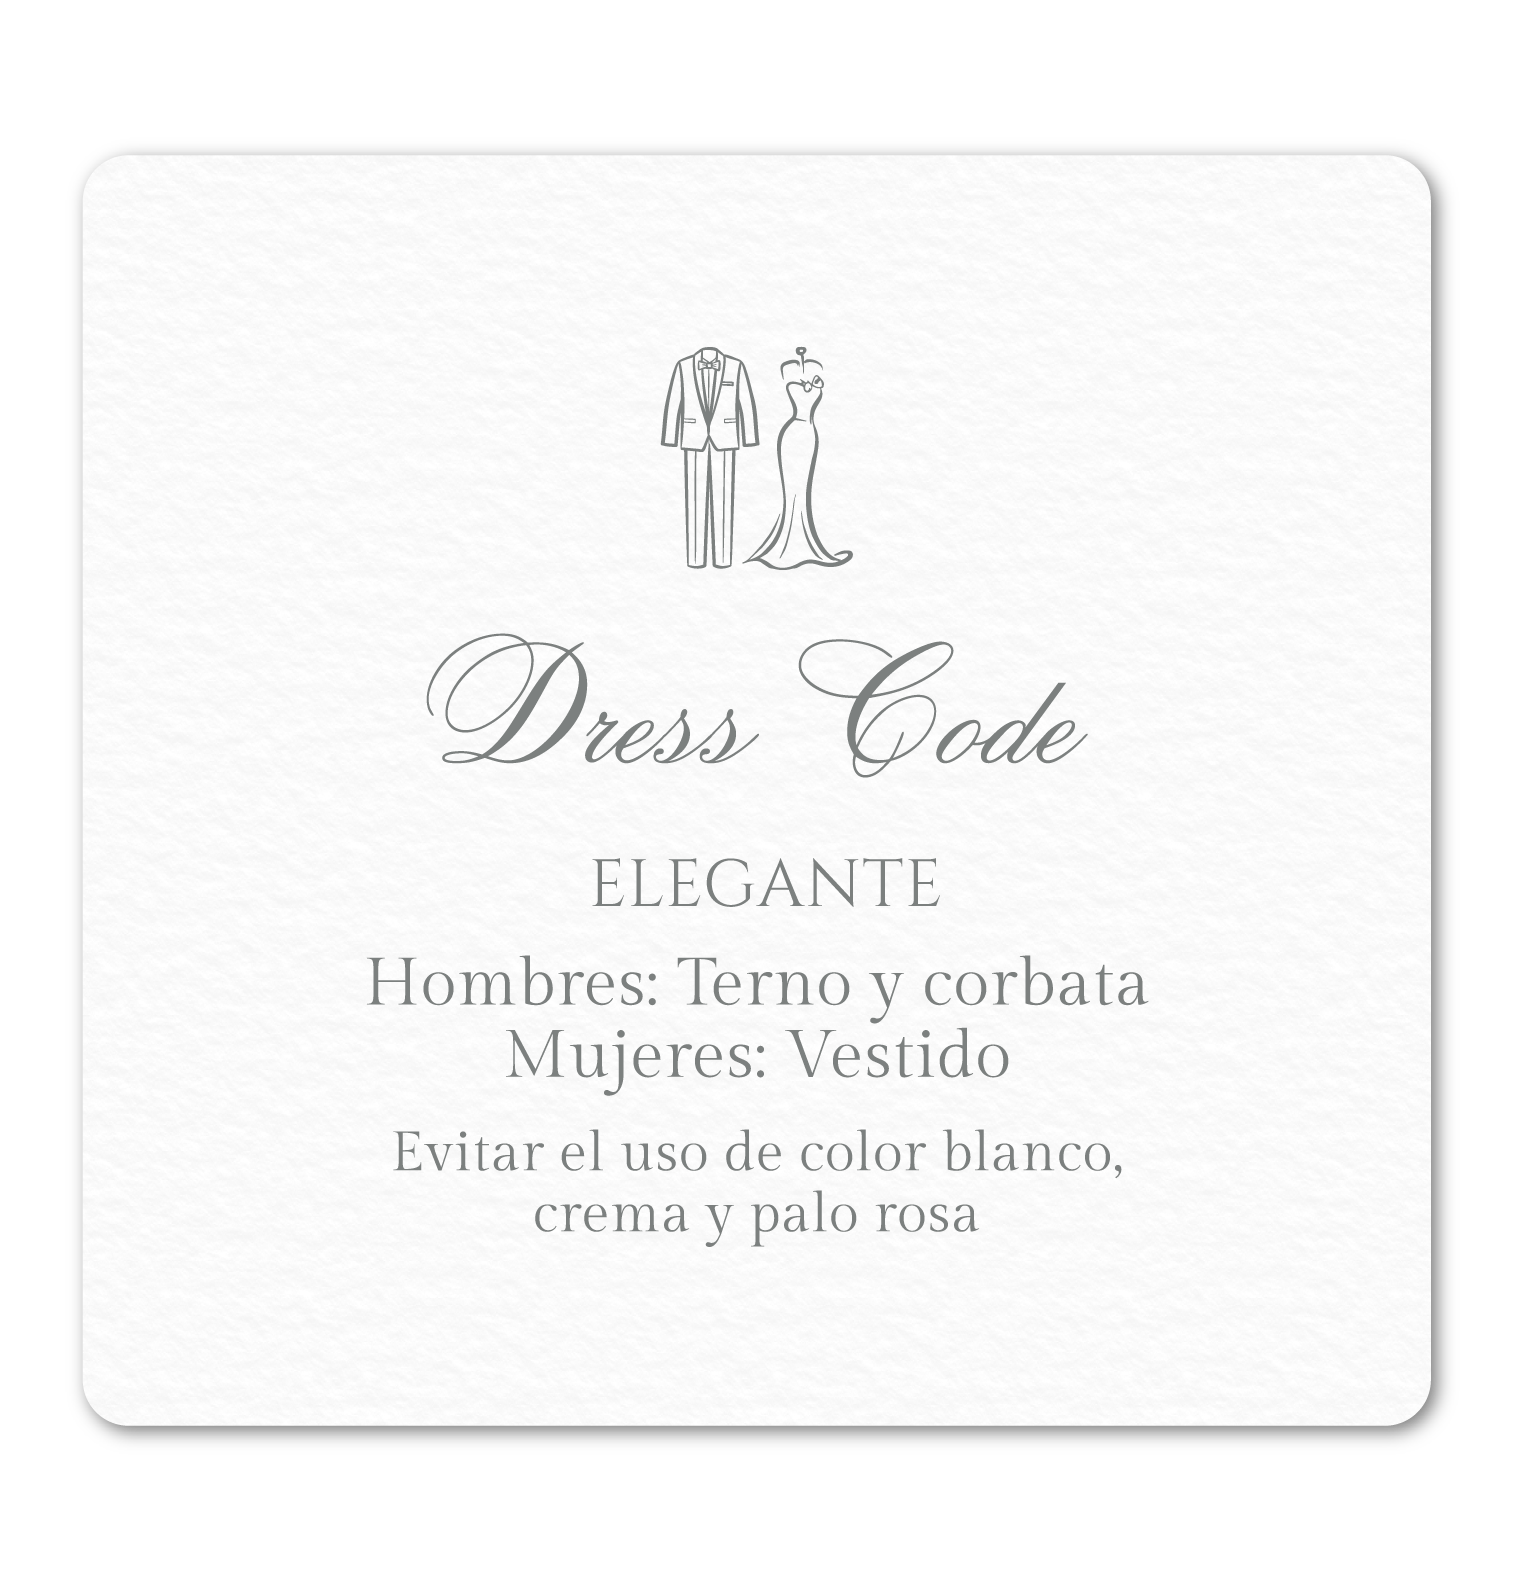 Dress Code
ELEGANTE
Hombres: Terno y corbata
Mujeres: Vestido
Evitar el uso de color blanco,
crema y palo rosa